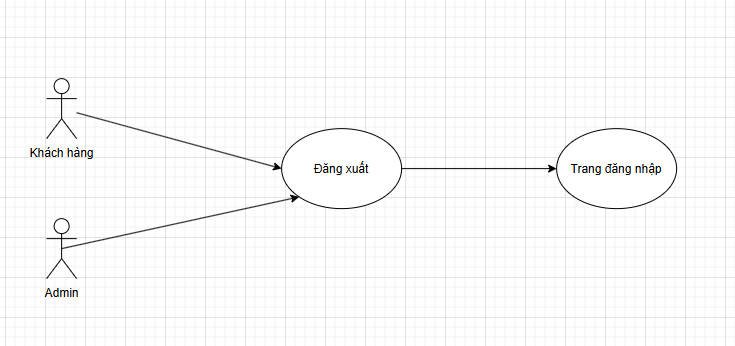 Khách hàng
Đăng xuất
Trang đăng nhập
Admin